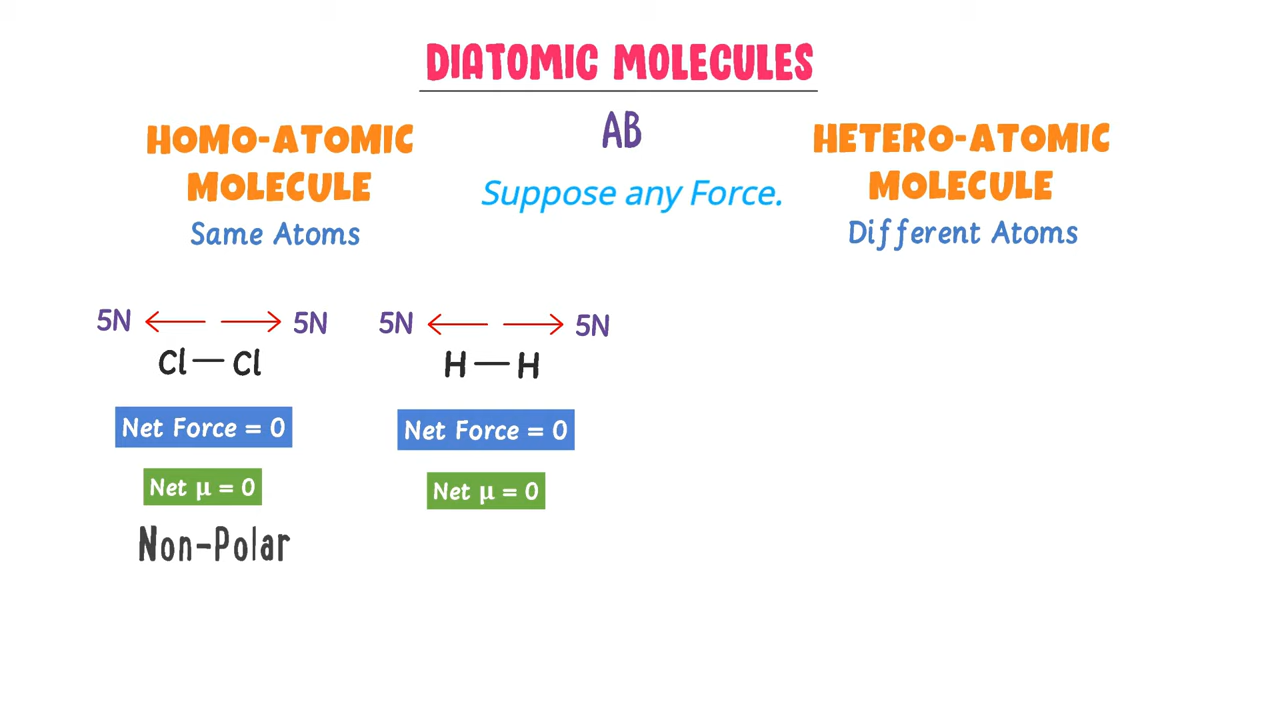 DIATOMIC MOLECULES
AB
Suppose any Force.
HOMO-ATOMIC
MOLECULE
Same Atoms
HETERO-ATOMIC
MOLECULE
Different Atoms
5N 5N
Cl — Cl
Net Force = 0
Net μ = 0
Non-Polar
5N 5N
H — H
Net Force = 0
Net μ = 0